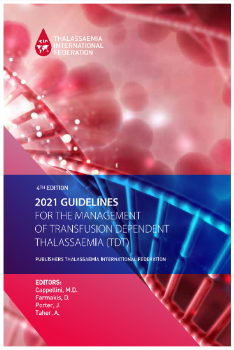 TIF
THALASSAEMIA
INTERNATIONAL
FEDERATION
4TH EDITION
2021 GUIDELINES
FOR THE MANAGEMENT
OF TRANSFUSION DEPENDENT
THALASSAEMIA (TDT)
PUBLISHERS THALASSAEMIA INTERNATIONAL FEDERATION
EDITORS:
Cappellini, M.D.
Farmakis, D.
Porter, J.
Taher, A.